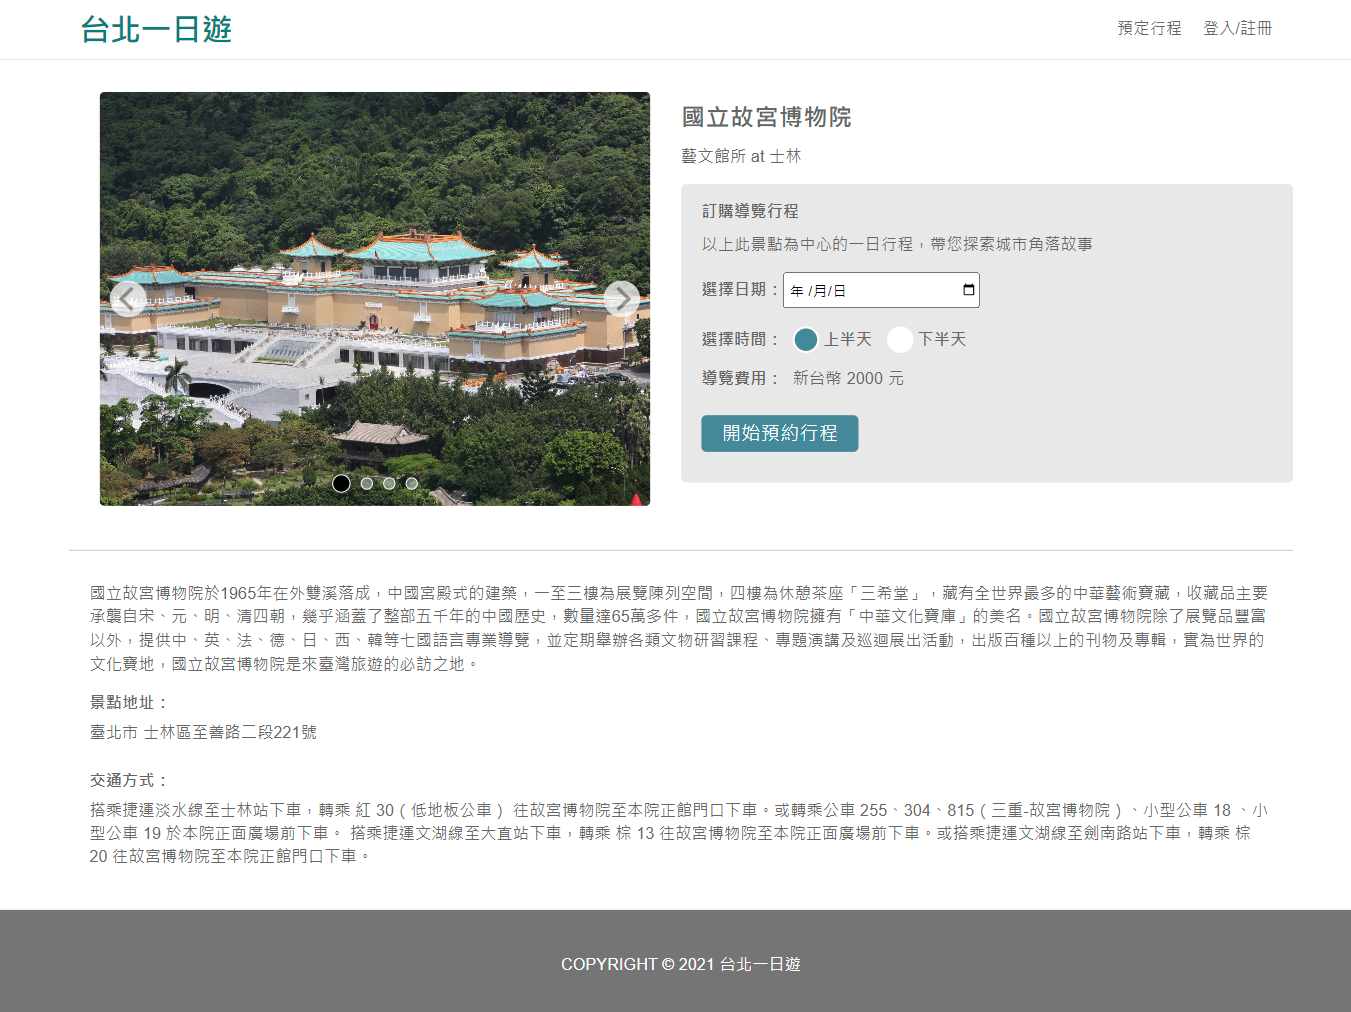 台北一日遊
預定行程 登入/註冊
國立故宮博物院
藝文館所 at 士林
訂購導覽行程
以上此景點為中心的一日行程，帶您探索城市角落故事
選擇日期： 年 /月/日
選擇時間： 上半天 下半天
導覽費用： 新台幣 2000 元
開始預約行程
國立故宮博物院於1965年在外雙溪落成，中國宮殿式的建築，一至三樓為展覽陳列空間，四樓為休憩茶座「三希堂」，藏有全世界最多的中華藝術寶藏，收藏品主要
承襲自宋、元、明、清四朝，幾乎涵蓋了整部五千年的中國歷史，數量達65萬多件，國立故宮博物院擁有「中華文化寶庫」的美名。國立故宮博物院除了展覽品豐富
以外，提供中、英、法、德、日、西、韓等七國語言專業導覽，並定期舉辦各類文物研習課程、專題演講及巡迴展出活動，出版百種以上的刊物及專輯，實為世界的
文化寶地，國立故宮博物院是來臺灣旅遊的必訪之地。
景點地址：
臺北市 士林區至善路二段221號
交通方式：
搭乘捷運淡水線至士林站下車，轉乘 紅 30（低地板公車） 往故宮博物院至本院正館門口下車。或轉乘公車 255、304、815（三重-故宮博物院）、小型公車 18 、小
型公車 19 於本院正面廣場前下車。 搭乘捷運文湖線至大直站下車，轉乘 棕 13 往故宮博物院至本院正面廣場前下車。或搭乘捷運文湖線至劍南路站下車，轉乘 棕
20 往故宮博物院至本院正館門口下車。
COPYRIGHT © 2021 台北一日遊